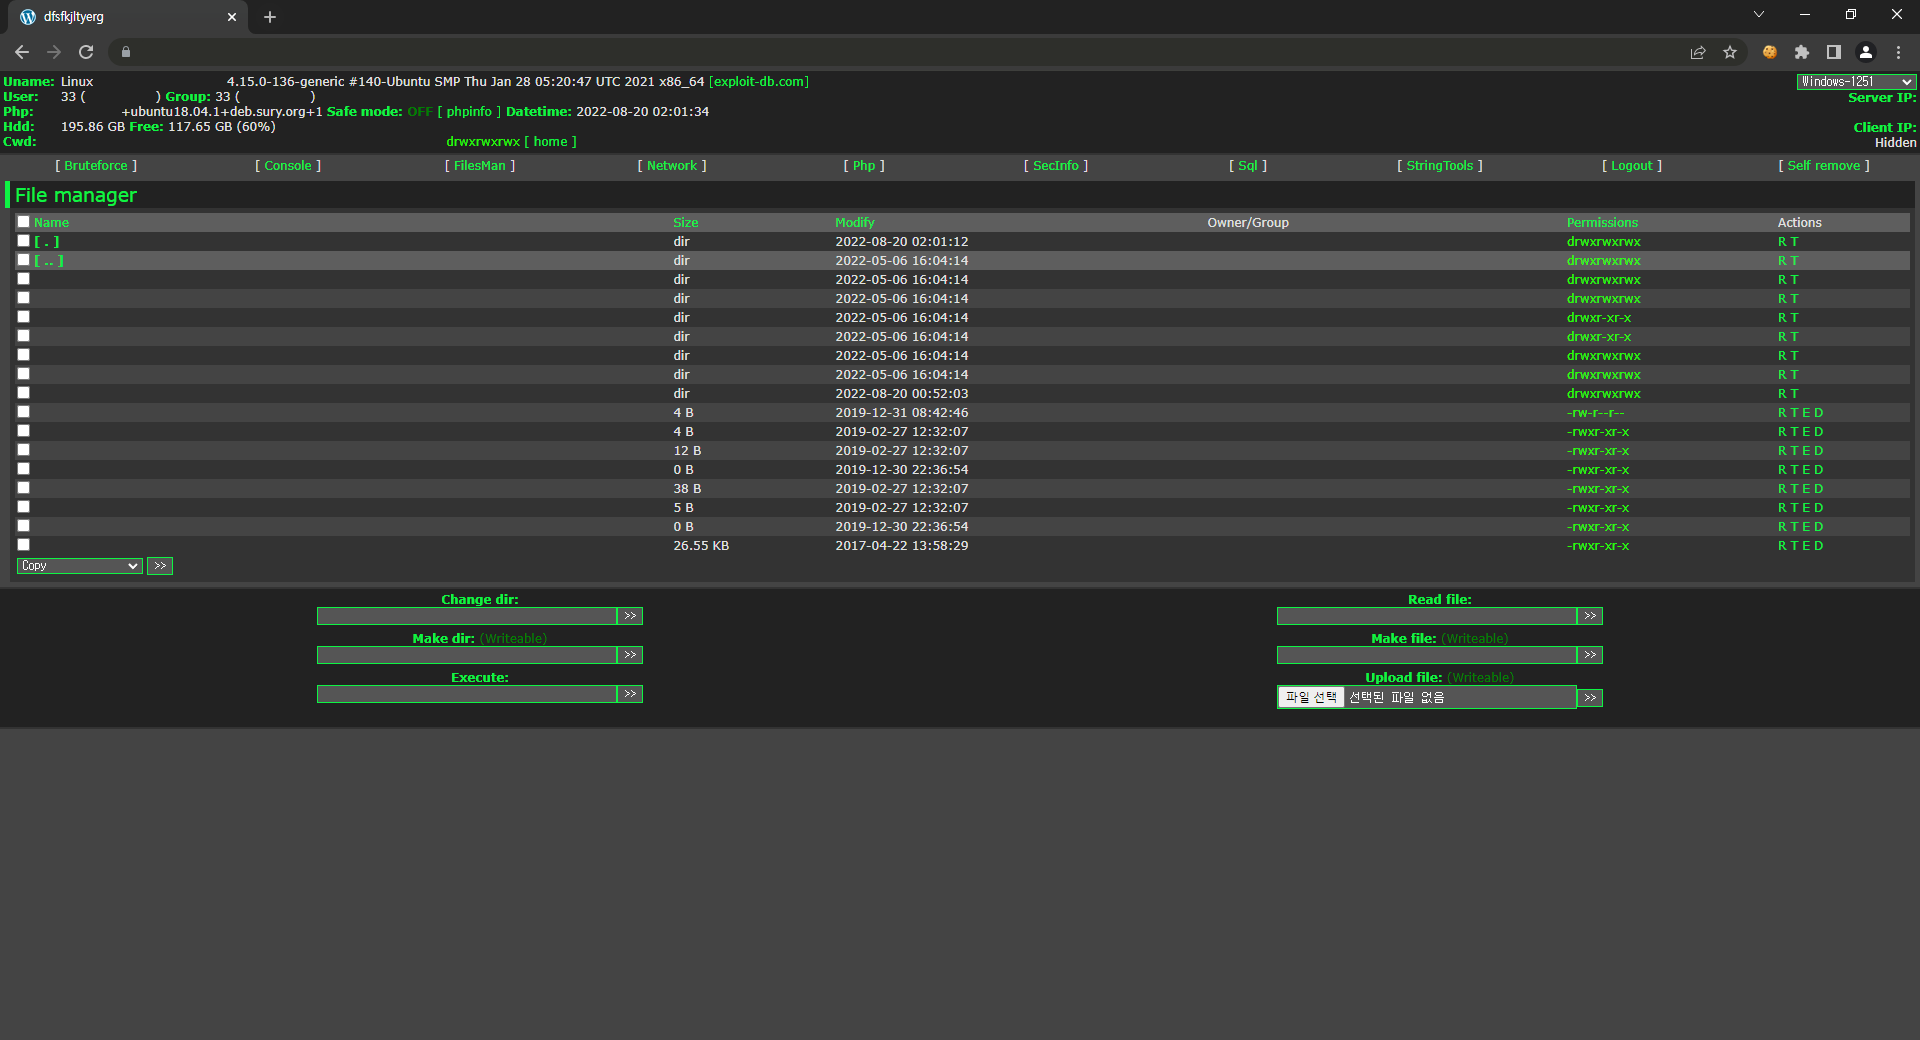 dfsfkjltyerg
Uname: Linux 4.15.0-136-generic #140-Ubuntu SMP Thu Jan 28 05:20:47 UTC 2021 x86_64 [exploit-db.com] Windows-1251
User: 33 ( ) Group: 33 ( ) Server IP:
Php: +ubuntu18.04.1+deb.sury.org+1 Safe mode: OFF [ phpinfo ] Datetime: 2022-08-20 02:01:34
Hdd: 195.86 GB Free: 117.65 GB (60%) Client IP:
Cwd: drwxrwxrwx [ home ] Hidden
[ Bruteforce ] [ Console ] [ FilesMan ] [ Network ] [ Php ] [ SecInfo ] [ Sql ] [ StringTools ] [ Logout ] [ Self remove ]
File manager
Name Size Modify Owner/Group Permissions Actions
[ . ] dir 2022-08-20 02:01:12 drwxrwxrwx R T
[ .. ] dir 2022-05-06 16:04:14 drwxrwxrwx R T
dir 2022-05-06 16:04:14 drwxrwxrwx R T
dir 2022-05-06 16:04:14 drwxrwxrwx R T
dir 2022-05-06 16:04:14 drwxr-xr-x R T
dir 2022-05-06 16:04:14 drwxr-xr-x R T
dir 2022-05-06 16:04:14 drwxrwxrwx R T
dir 2022-05-06 16:04:14 drwxrwxrwx R T
dir 2022-08-20 00:52:03 drwxrwxrwx R T
4 B 2019-12-31 08:42:46 -rw-r--r-- R T E D
4 B 2019-02-27 12:32:07 -rwxr-xr-x R T E D
12 B 2019-02-27 12:32:07 -rwxr-xr-x R T E D
0 B 2019-12-30 22:36:54 -rwxr-xr-x R T E D
38 B 2019-02-27 12:32:07 -rwxr-xr-x R T E D
5 B 2019-02-27 12:32:07 -rwxr-xr-x R T E D
0 B 2019-12-30 22:36:54 -rwxr-xr-x R T E D
26.55 KB 2017-04-22 13:58:29 -rwxr-xr-x R T E D
Copy >>
Change dir: Read file:
>> >>
Make dir: (Writeable) Make file: (Writeable)
>> >>
Execute: Upload file: (Writeable)
>> 파일 선택 선택된 파일 없음 >>